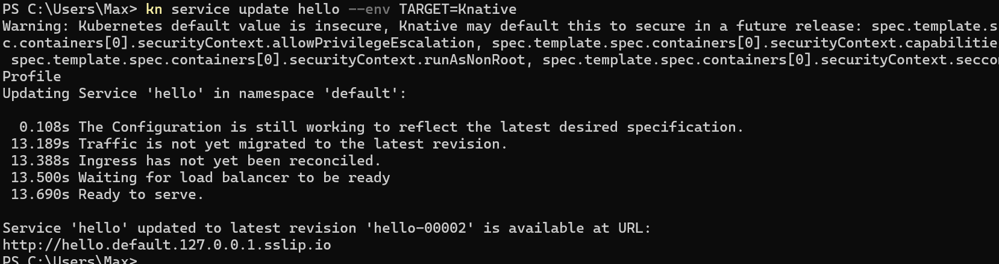 PS C:\Users\Max> kn service update hello --env TARGET=Knative
Warning: Kubernetes default value is insecure, Knative may default this to secure in a future release: spec.template.s
c.containers[0].securityContext.allowPrivilegeEscalation, spec.template.spec.containers[0].securityContext.capabilitie
spec.template.spec.containers[0].securityContext.runAsNonRoot, spec.template.spec.containers[0].securityContext.secco
Profile
Updating Service 'hello' in namespace 'default':
0.108s The Configuration is still working to reflect the latest desired specification.
13.189s Traffic is not yet migrated to the latest revision.
13.388s Ingress has not yet been reconciled.
13.500s Waiting for load balancer to be ready
13.690s Ready to serve.
Service 'hello' updated to latest revision 'hello-00002' is available at URL:
http://hello.default.127.0.0.1.sslip.io
PS C:\Users\Max>